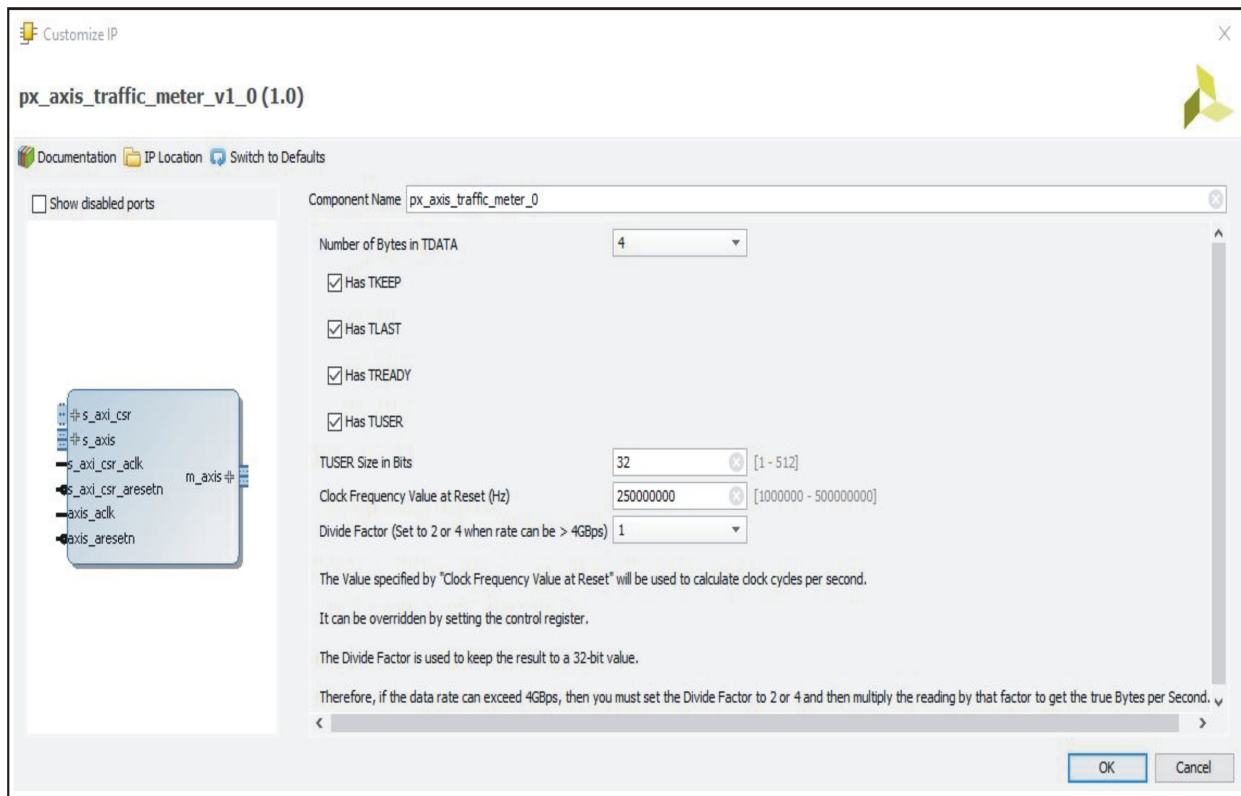 Customize IP
px_axis_traffic_meter_v1_0 (1.0)
Documentation IP Location Switch to Defaults
Show disabled ports
s_axi_csr
s_axis
s_axi_csr_aclk
s_axi_csr_aresetn
axis_aclk
axis_aresetn
m_axis
Component Name px_axis_traffic_meter_0
Number of Bytes in TDATA 4
Has TKEEP
Has TLAST
Has TREADY
Has TUSER
TUSER Size in Bits 32 [1 - 512]
Clock Frequency Value at Reset (Hz) 250000000 [1000000 - 500000000]
Divide Factor (Set to 2 or 4 when rate can be > 4GBps) 1
The Value specified by "Clock Frequency Value at Reset" will be used to calculate clock cycles per second.
It can be overridden by setting the control register.
The Divide Factor is used to keep the result to a 32-bit value.
Therefore, if the data rate can exceed 4GBps, then you must set the Divide Factor to 2 or 4 and then multiply the reading by that factor to get the true Bytes per Second.
OK Cancel